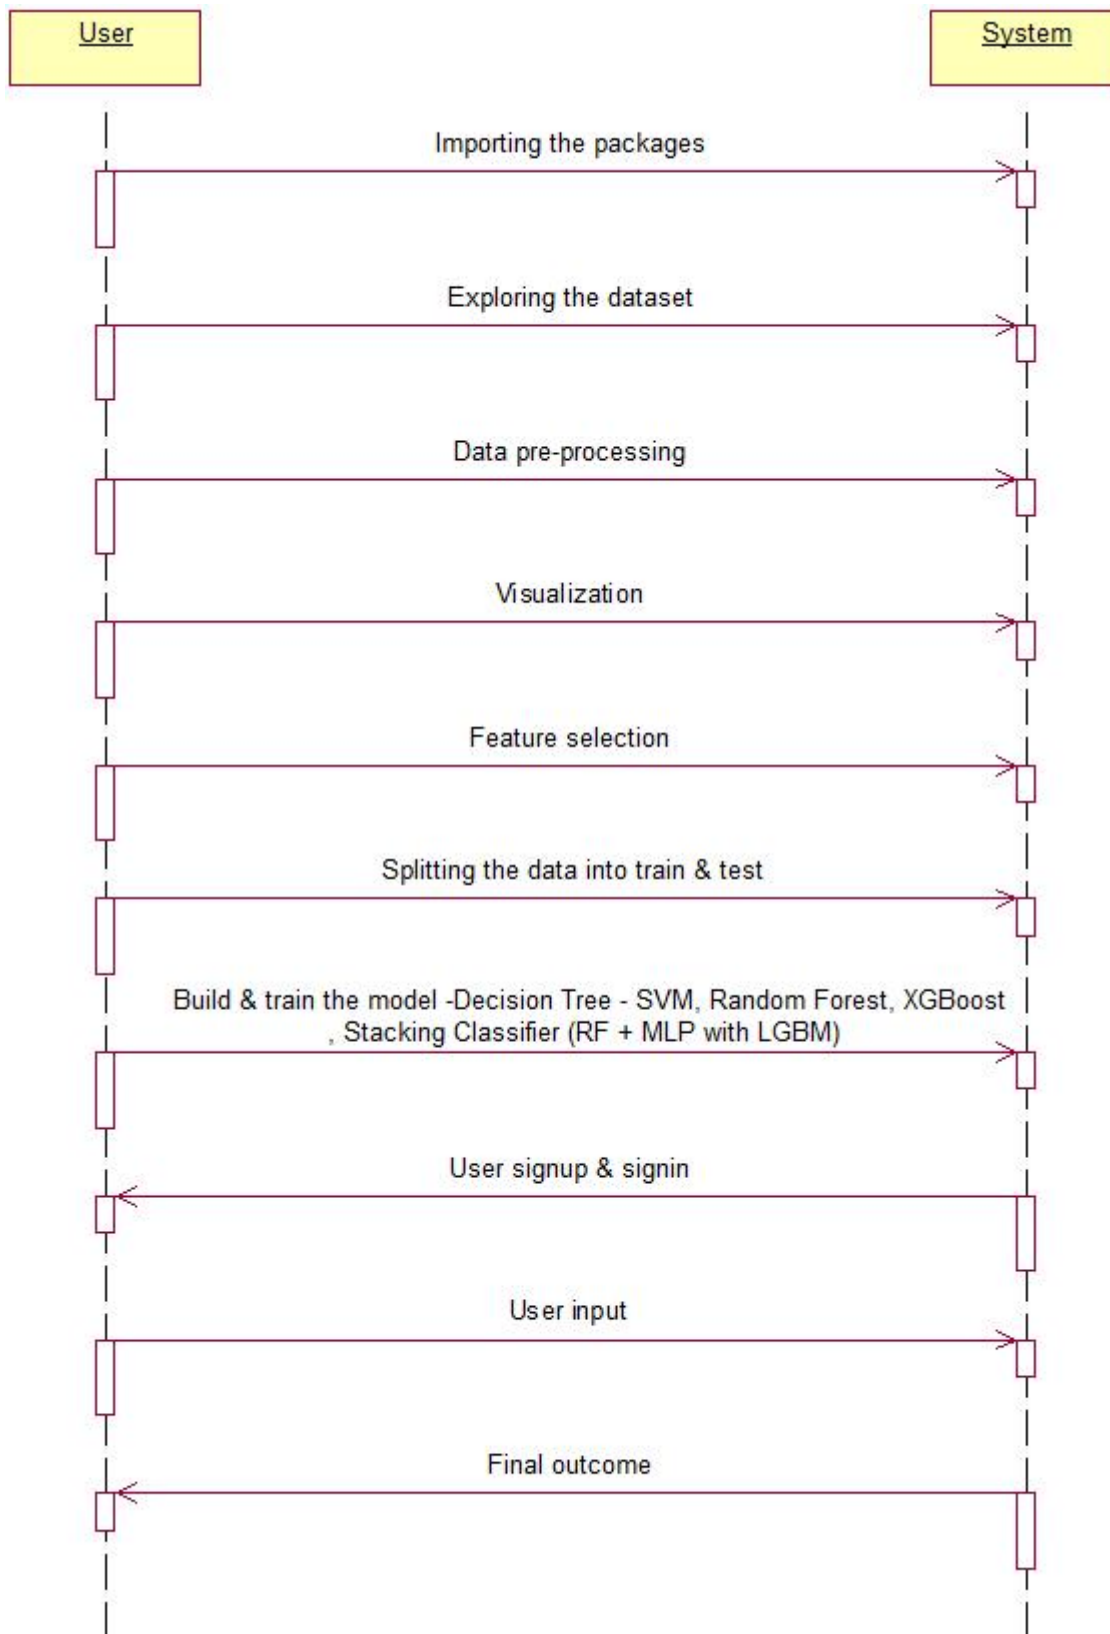 User
System
Importing the packages
Exploring the dataset
Data pre-processing
Visualization
Feature selection
Splitting the data into train & test
Build & train the model -Decision Tree - SVM, Random Forest, XGBoost
, Stacking Classifier (RF + MLP with LGBM)
User signup & signin
User input
Final outcome